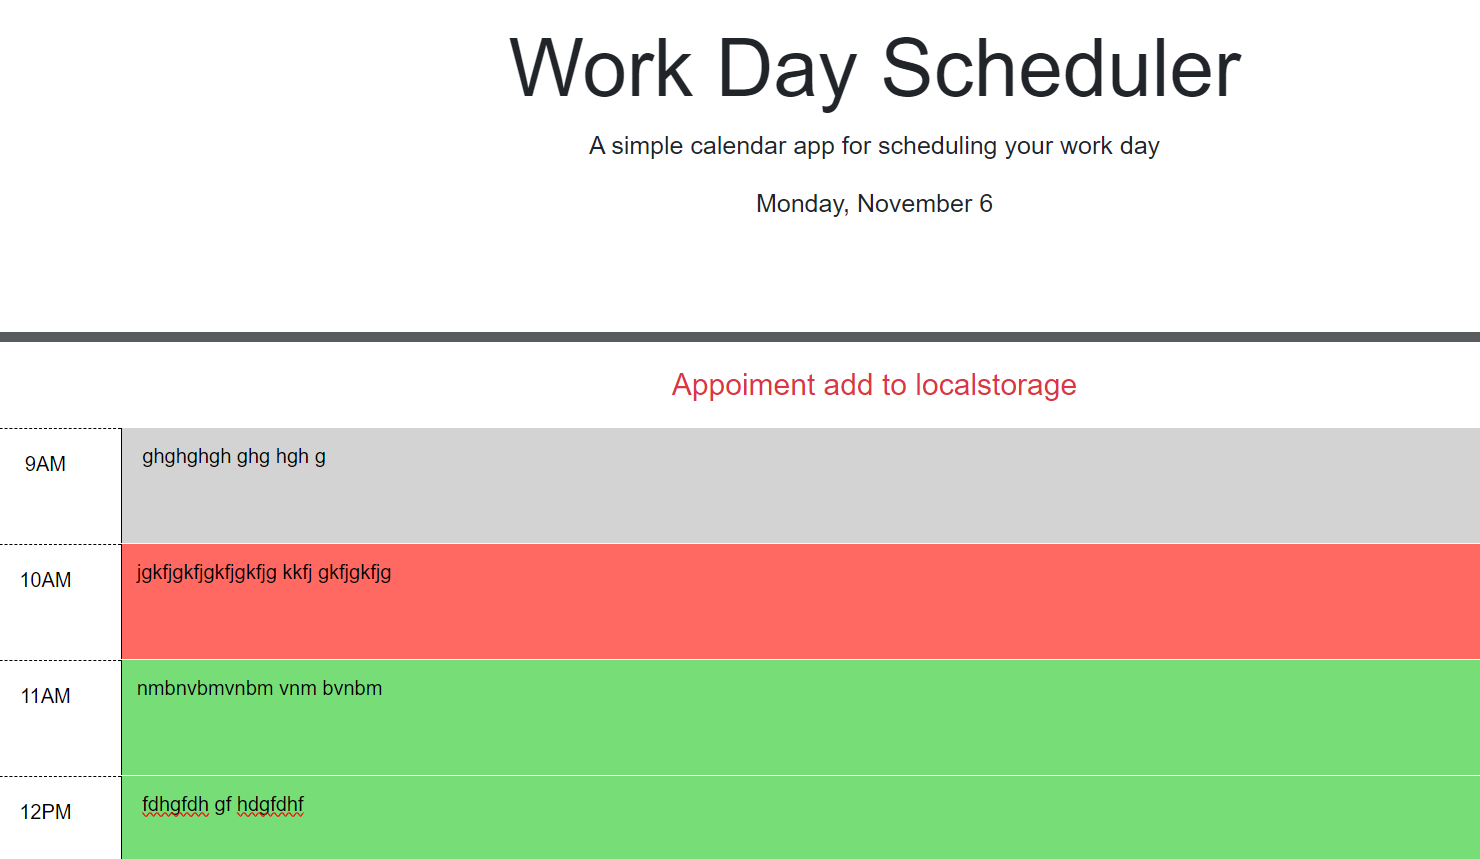 Work Day Scheduler
A simple calendar app for scheduling your work day
Monday, November 6
Appoiment add to localstorage
9AM
ghghghgh ghg hgh g
10AM
jgkfjgkfjgkfjgkfjg kkfj gkfjgkfjg
11AM
nmbnvbmvnbm vnm bvnbm
12PM
fdhgfdh gf hdgfdhf